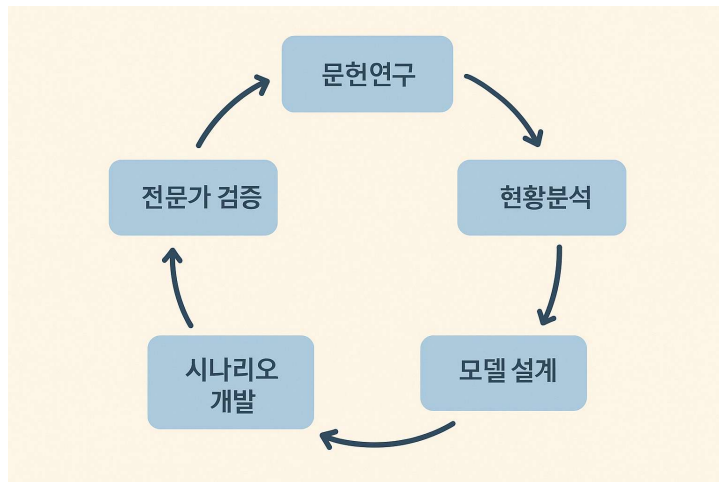 문헌연구
현황분석
모델 설계
시나리오
개발
전문가 검증